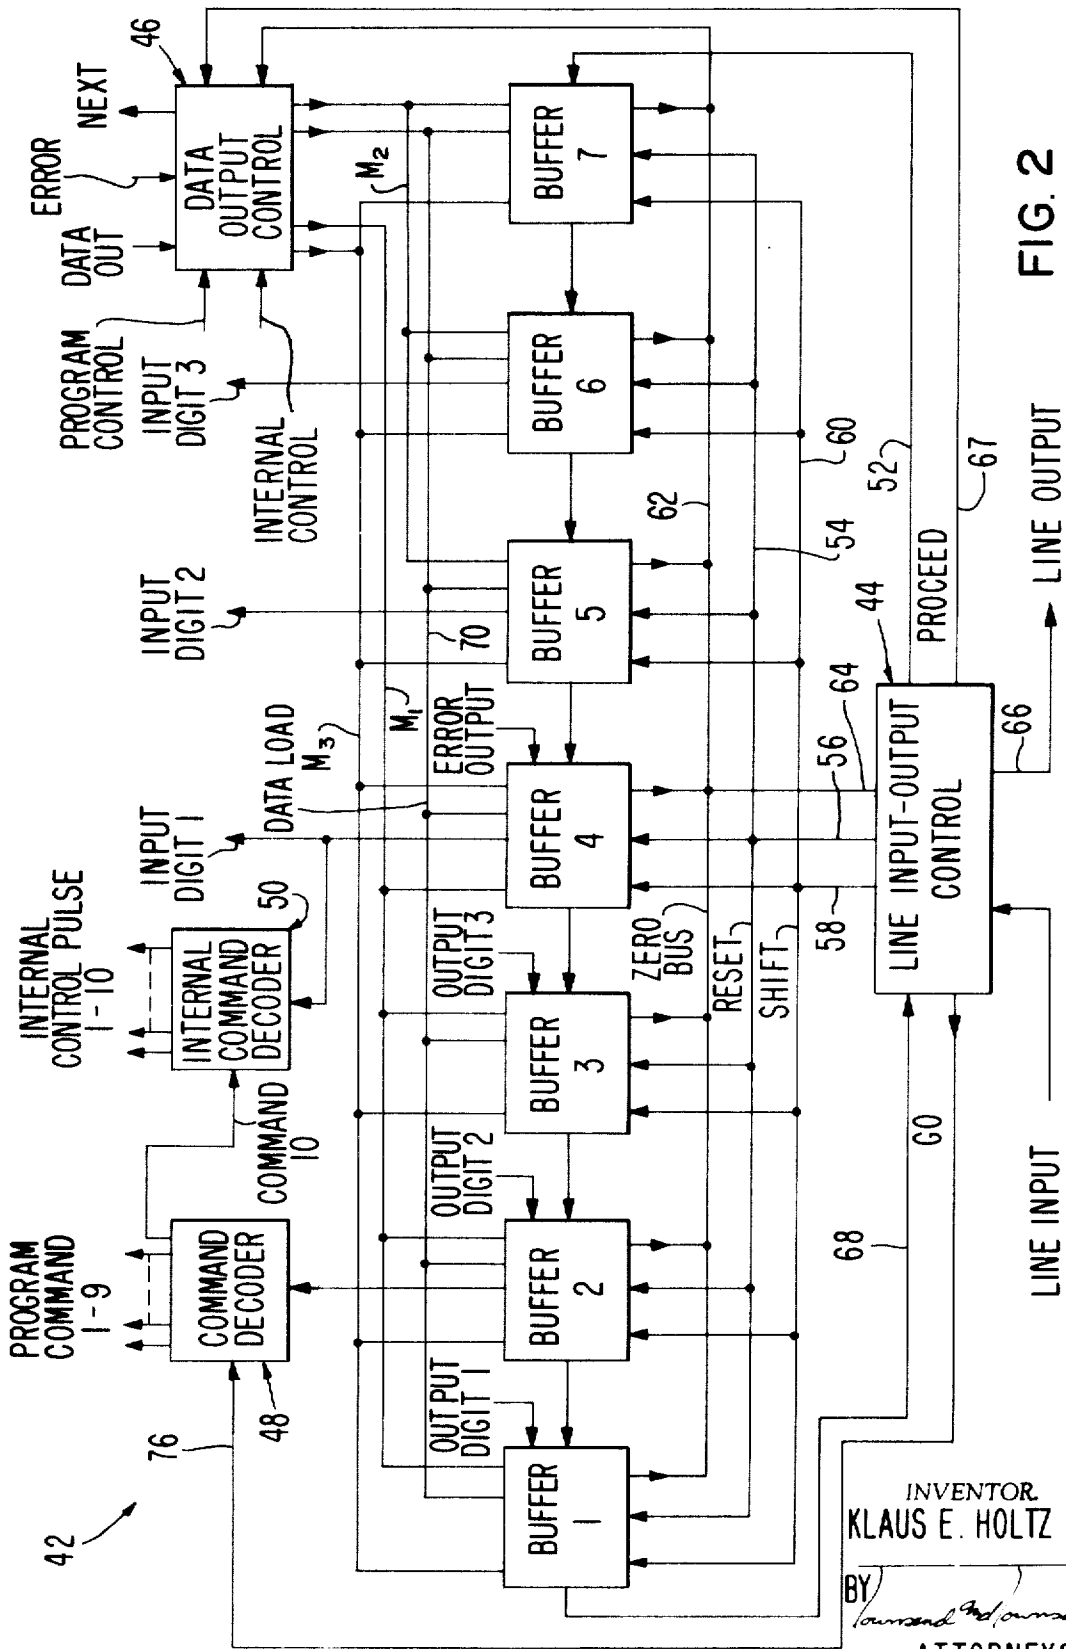 46
NEXT
ERROR
DATA
OUT
PROGRAM
CONTROL
INPUT
DIGIT 3
INTERNAL
CONTROL
DATA
OUTPUT
CONTROL
INPUT
DIGIT 2
INPUT
DIGIT 1
INTERNAL
CONTROL PULSE
1-10
50
INTERNAL
COMMAND
DECODER
COMMAND
10
PROGRAM
COMMAND
1-9
COMMAND
DECODER
48
76
42
M2
M1
M3
70
DATA LOAD
ERROR
OUTPUT
OUTPUT
DIGIT 3
OUTPUT
DIGIT 2
OUTPUT
DIGIT 1
BUFFER
7
BUFFER
6
BUFFER
5
BUFFER
4
BUFFER
3
BUFFER
2
BUFFER
1
62
54
60
ZERO
BUS
RESET
SHIFT
52
PROCEED
67
44
64
56
58
66
LINE INPUT-OUTPUT
CONTROL
LINE OUTPUT
LINE INPUT
68
GO
FIG. 2
INVENTOR.
KLAUS E. HOLTZ
BY
Townsend and Townsend
ATTORNEYS